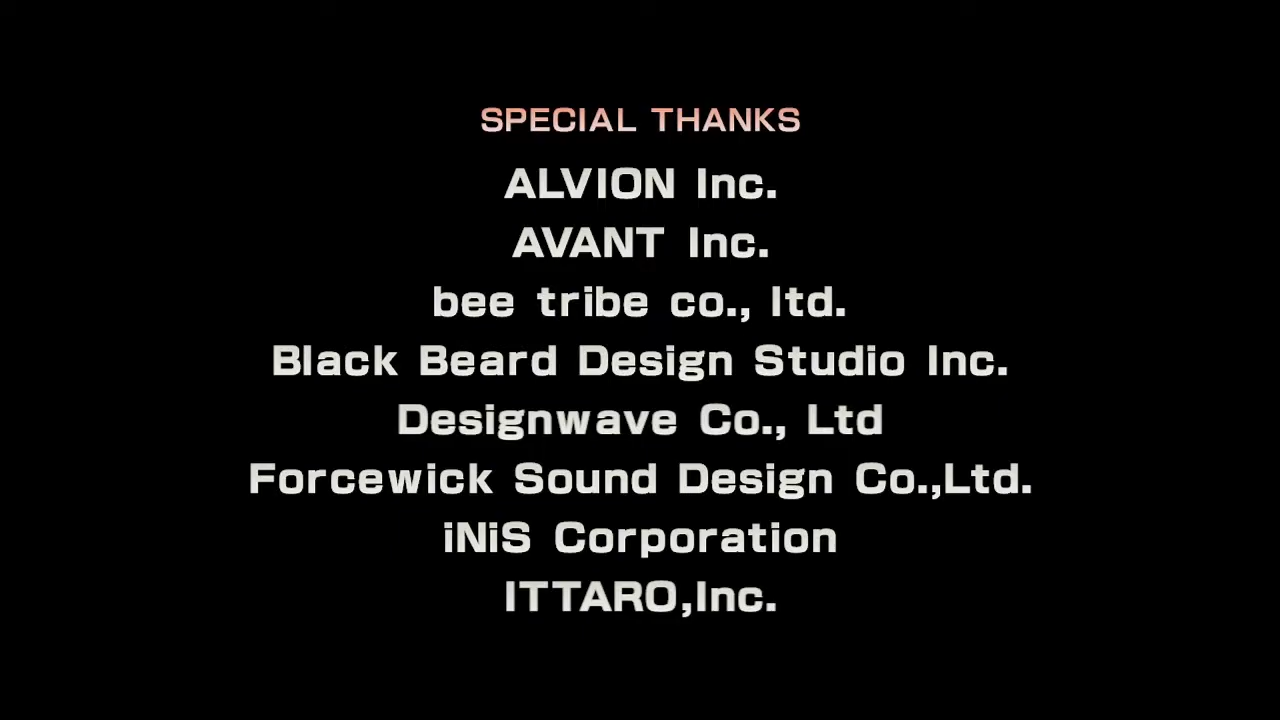 SPECIAL THANKS
ALVION Inc.
AVANT Inc.
bee tribe co., ltd.
Black Beard Design Studio Inc.
Designwave Co., Ltd
Forcewick Sound Design Co.,Ltd.
iNiS Corporation
ITTARO,Inc.